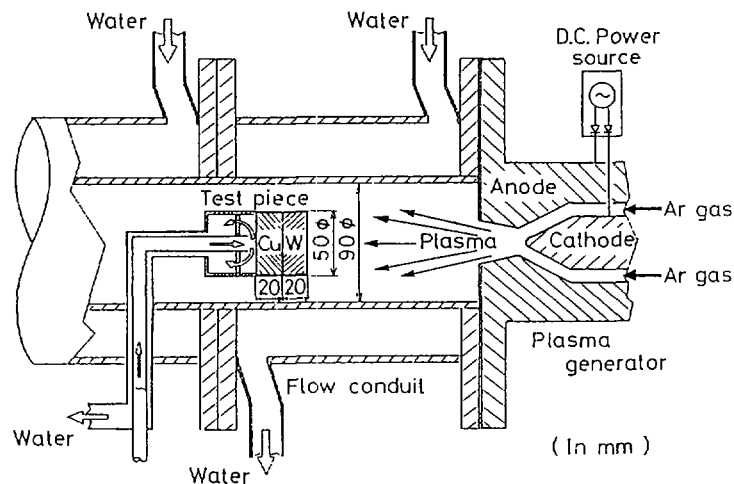 Water
Water
D.C. Power
source
Test piece
Anode
Ar gas
Cu W
50φ
90φ
Plasma
Cathode
Ar gas
20 20
Plasma
generator
Flow conduit
Water
Water
(In mm)